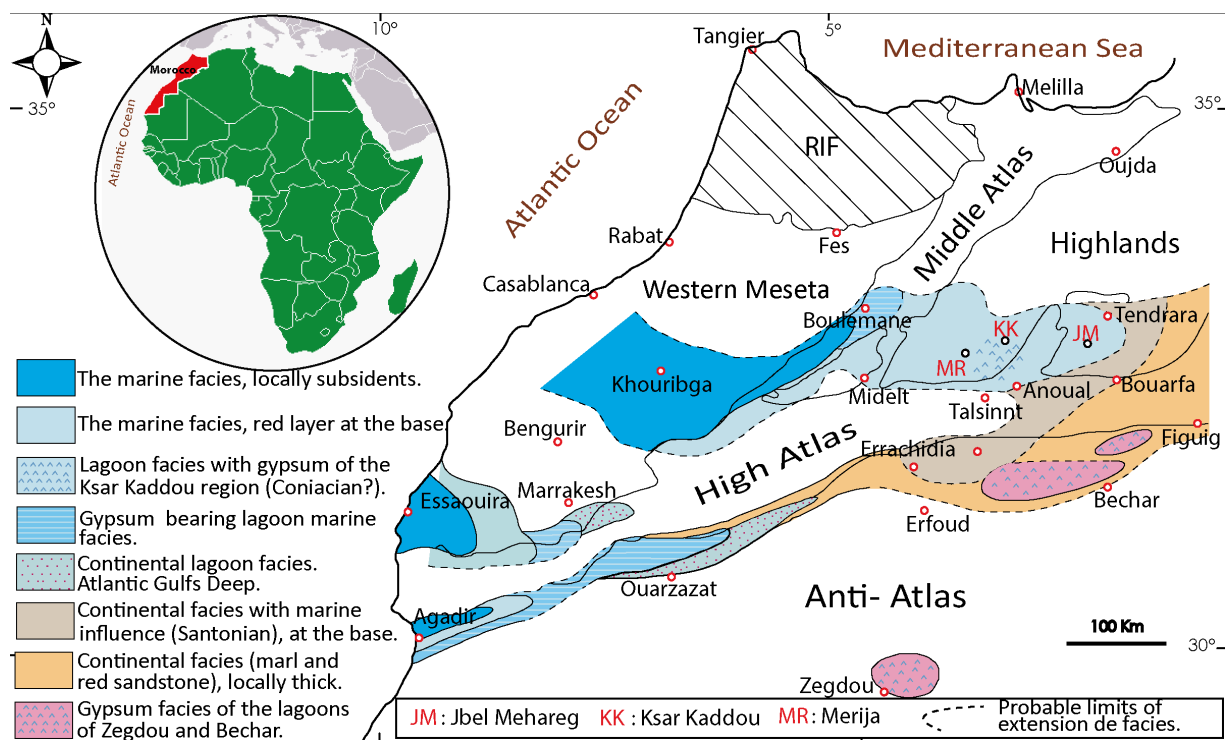 N
10°
5°
35°
35°
30°
Morocco
Atlantic Ocean
Atlantic Ocean
Mediterranean Sea
Tangier
Melilla
RIF
Oujda
Rabat
Fes
Middle Atlas
Highlands
Casablanca
Western Meseta
Boulemane
KK
JM
Tendrara
MR
Khouribga
Midelt
Anoual
Bouarfa
Talsinnt
Bengurir
Figuig
High Atlas
Errachidia
Essaouira
Marrakesh
Bechar
Erfoud
Ouarzazat
Anti- Atlas
Agadir
100 Km
Zegdou
The marine facies, locally subsidents.
The marine facies, red layer at the base.
Lagoon facies with gypsum of the
Ksar Kaddou region (Coniacian?).
Gypsum bearing lagoon marine
facies.
Continental lagoon facies.
Atlantic Gulfs Deep.
Continental facies with marine
influence (Santonian), at the base.
Continental facies (marl and
red sandstone), locally thick.
Gypsum facies of the lagoons
of Zegdou and Bechar.
JM : Jbel Mehareg KK : Ksar Kaddou MR : Merija
Probable limits of
extension de facies.